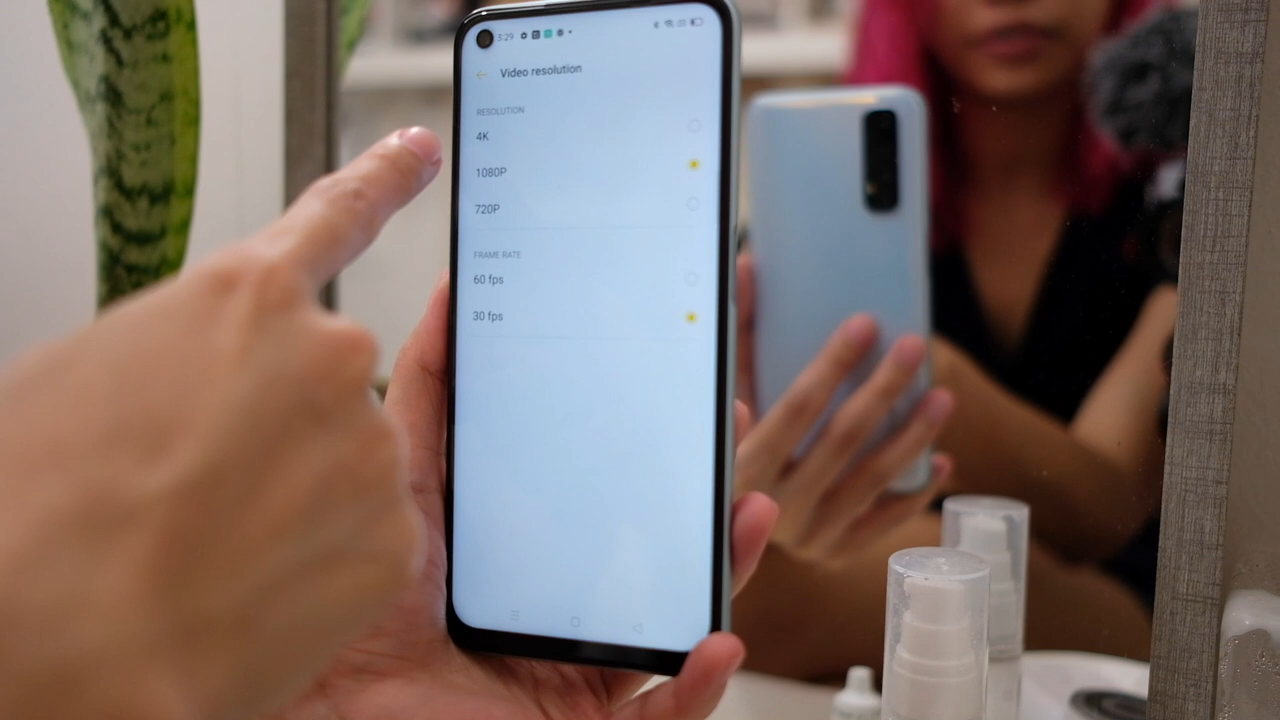 3:29
Video resolution
RESOLUTION
4K
1080P
720P
FRAME RATE
60 fps
30 fps